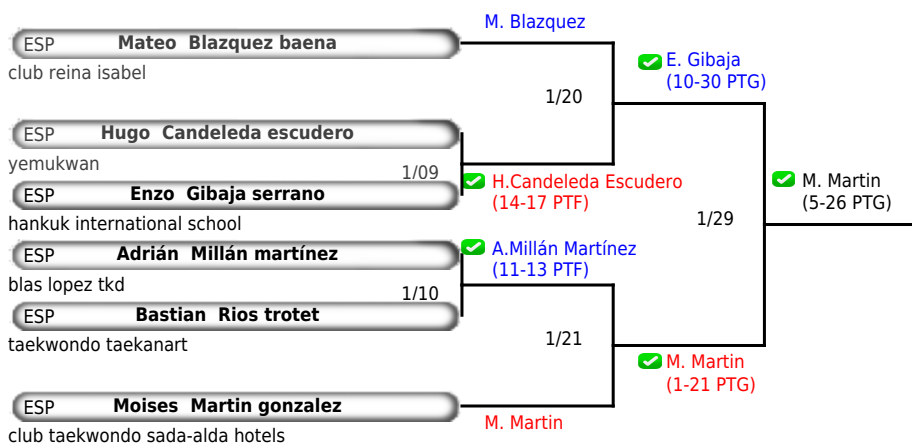 M. Blazquez
ESP Mateo Blazquez baena
club reina isabel
E. Gibaja
(10-30 PTG)
1/20
ESP Hugo Candeleda escudero
yemukwan
1/09
H.Candeleda Escudero
(14-17 PTF)
ESP Enzo Gibaja serrano
hankuk international school
M. Martin
(5-26 PTG)
1/29
ESP Adrián Millán martínez
blas lopez tkd
A.Millán Martínez
(11-13 PTF)
1/10
ESP Bastian Rios trotet
taekwondo taekanart
1/21
M. Martin
(1-21 PTG)
ESP Moises Martin gonzalez
club taekwondo sada-alda hotels
M. Martin